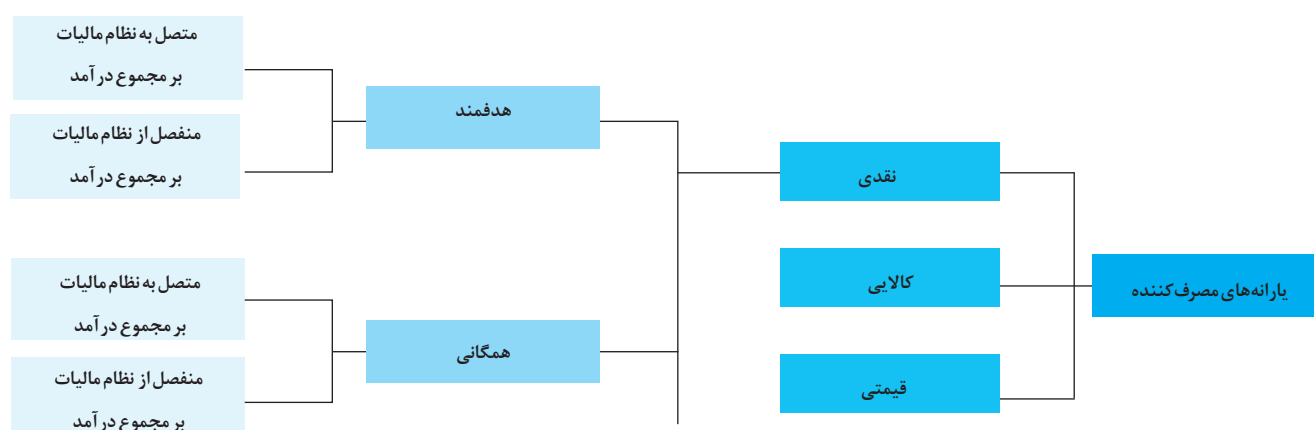 یارانه‌های مصرف‌کننده
نقدی
کالایی
قیمتی
هدفمند
همگانی
متصل به نظام مالیات
بر مجموع درآمد
منفصل از نظام مالیات
بر مجموع درآمد
متصل به نظام مالیات
بر مجموع درآمد
منفصل از نظام مالیات
بر مجموع درآمد